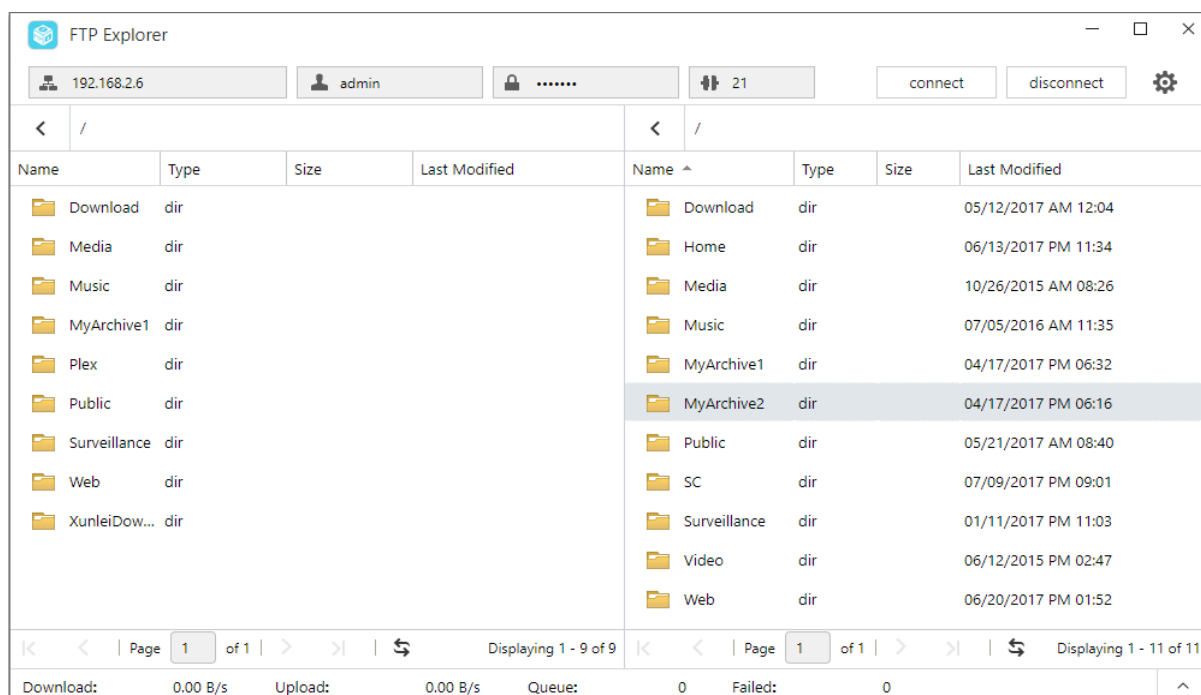 FTP Explorer
192.168.2.6 admin ••••••• 21 connect disconnect
/ /
Name Type Size Last Modified Name Type Size Last Modified
Download dir Download dir 05/12/2017 AM 12:04
Media dir Home dir 06/13/2017 PM 11:34
Music dir Media dir 10/26/2015 AM 08:26
MyArchive1 dir Music dir 07/05/2016 AM 11:35
Plex dir MyArchive1 dir 04/17/2017 PM 06:32
Public dir MyArchive2 dir 04/17/2017 PM 06:16
Surveillance dir Public dir 05/21/2017 AM 08:40
Web dir SC dir 07/09/2017 PM 09:01
XunleiDow... dir Surveillance dir 01/11/2017 PM 11:03
Video dir 06/12/2015 PM 02:47
Web dir 06/20/2017 PM 01:52
Page 1 of 1 Displaying 1 - 9 of 9 Page 1 of 1 Displaying 1 - 11 of 11
Download: 0.00 B/s Upload: 0.00 B/s Queue: 0 Failed: 0